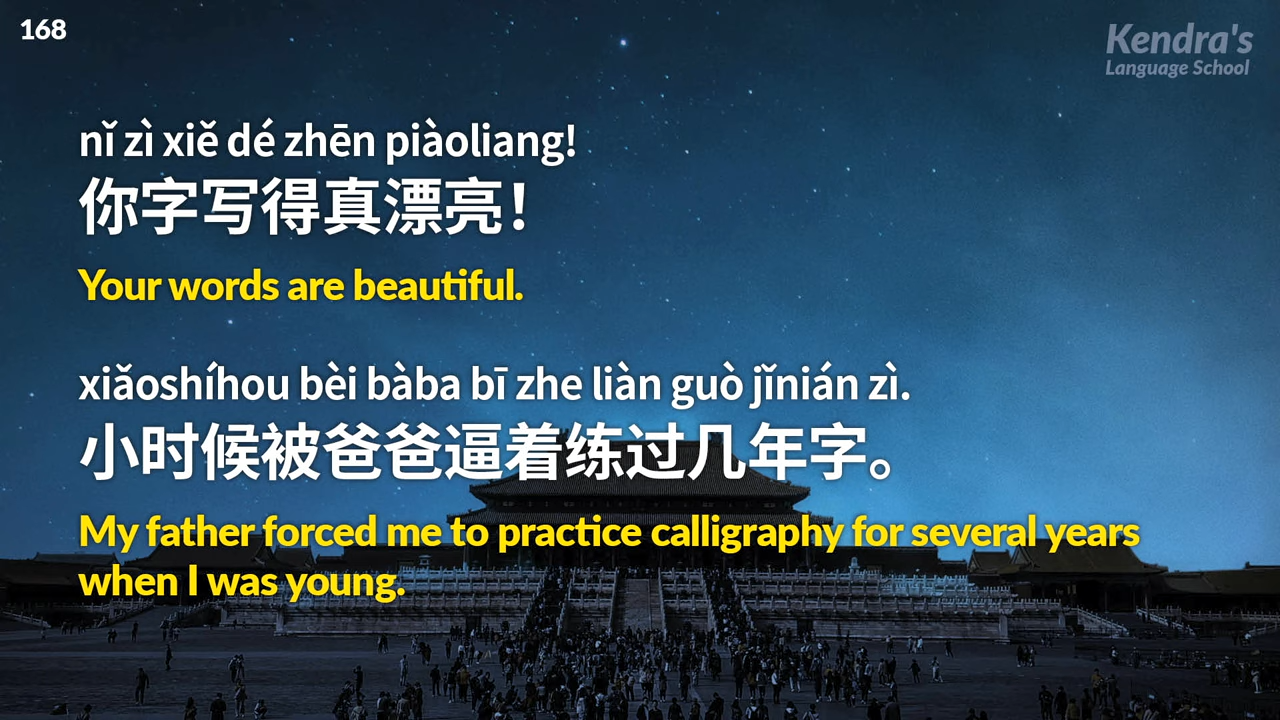 168
Kendra's
Language School
nǐ zì xiě dé zhēn piàoliang!
你字写得真漂亮！
Your words are beautiful.
xiǎoshíhou bèi bàba bī zhe liàn guò jǐnián zì.
小时候被爸爸逼着练过几年字。
My father forced me to practice calligraphy for several years
when I was young.